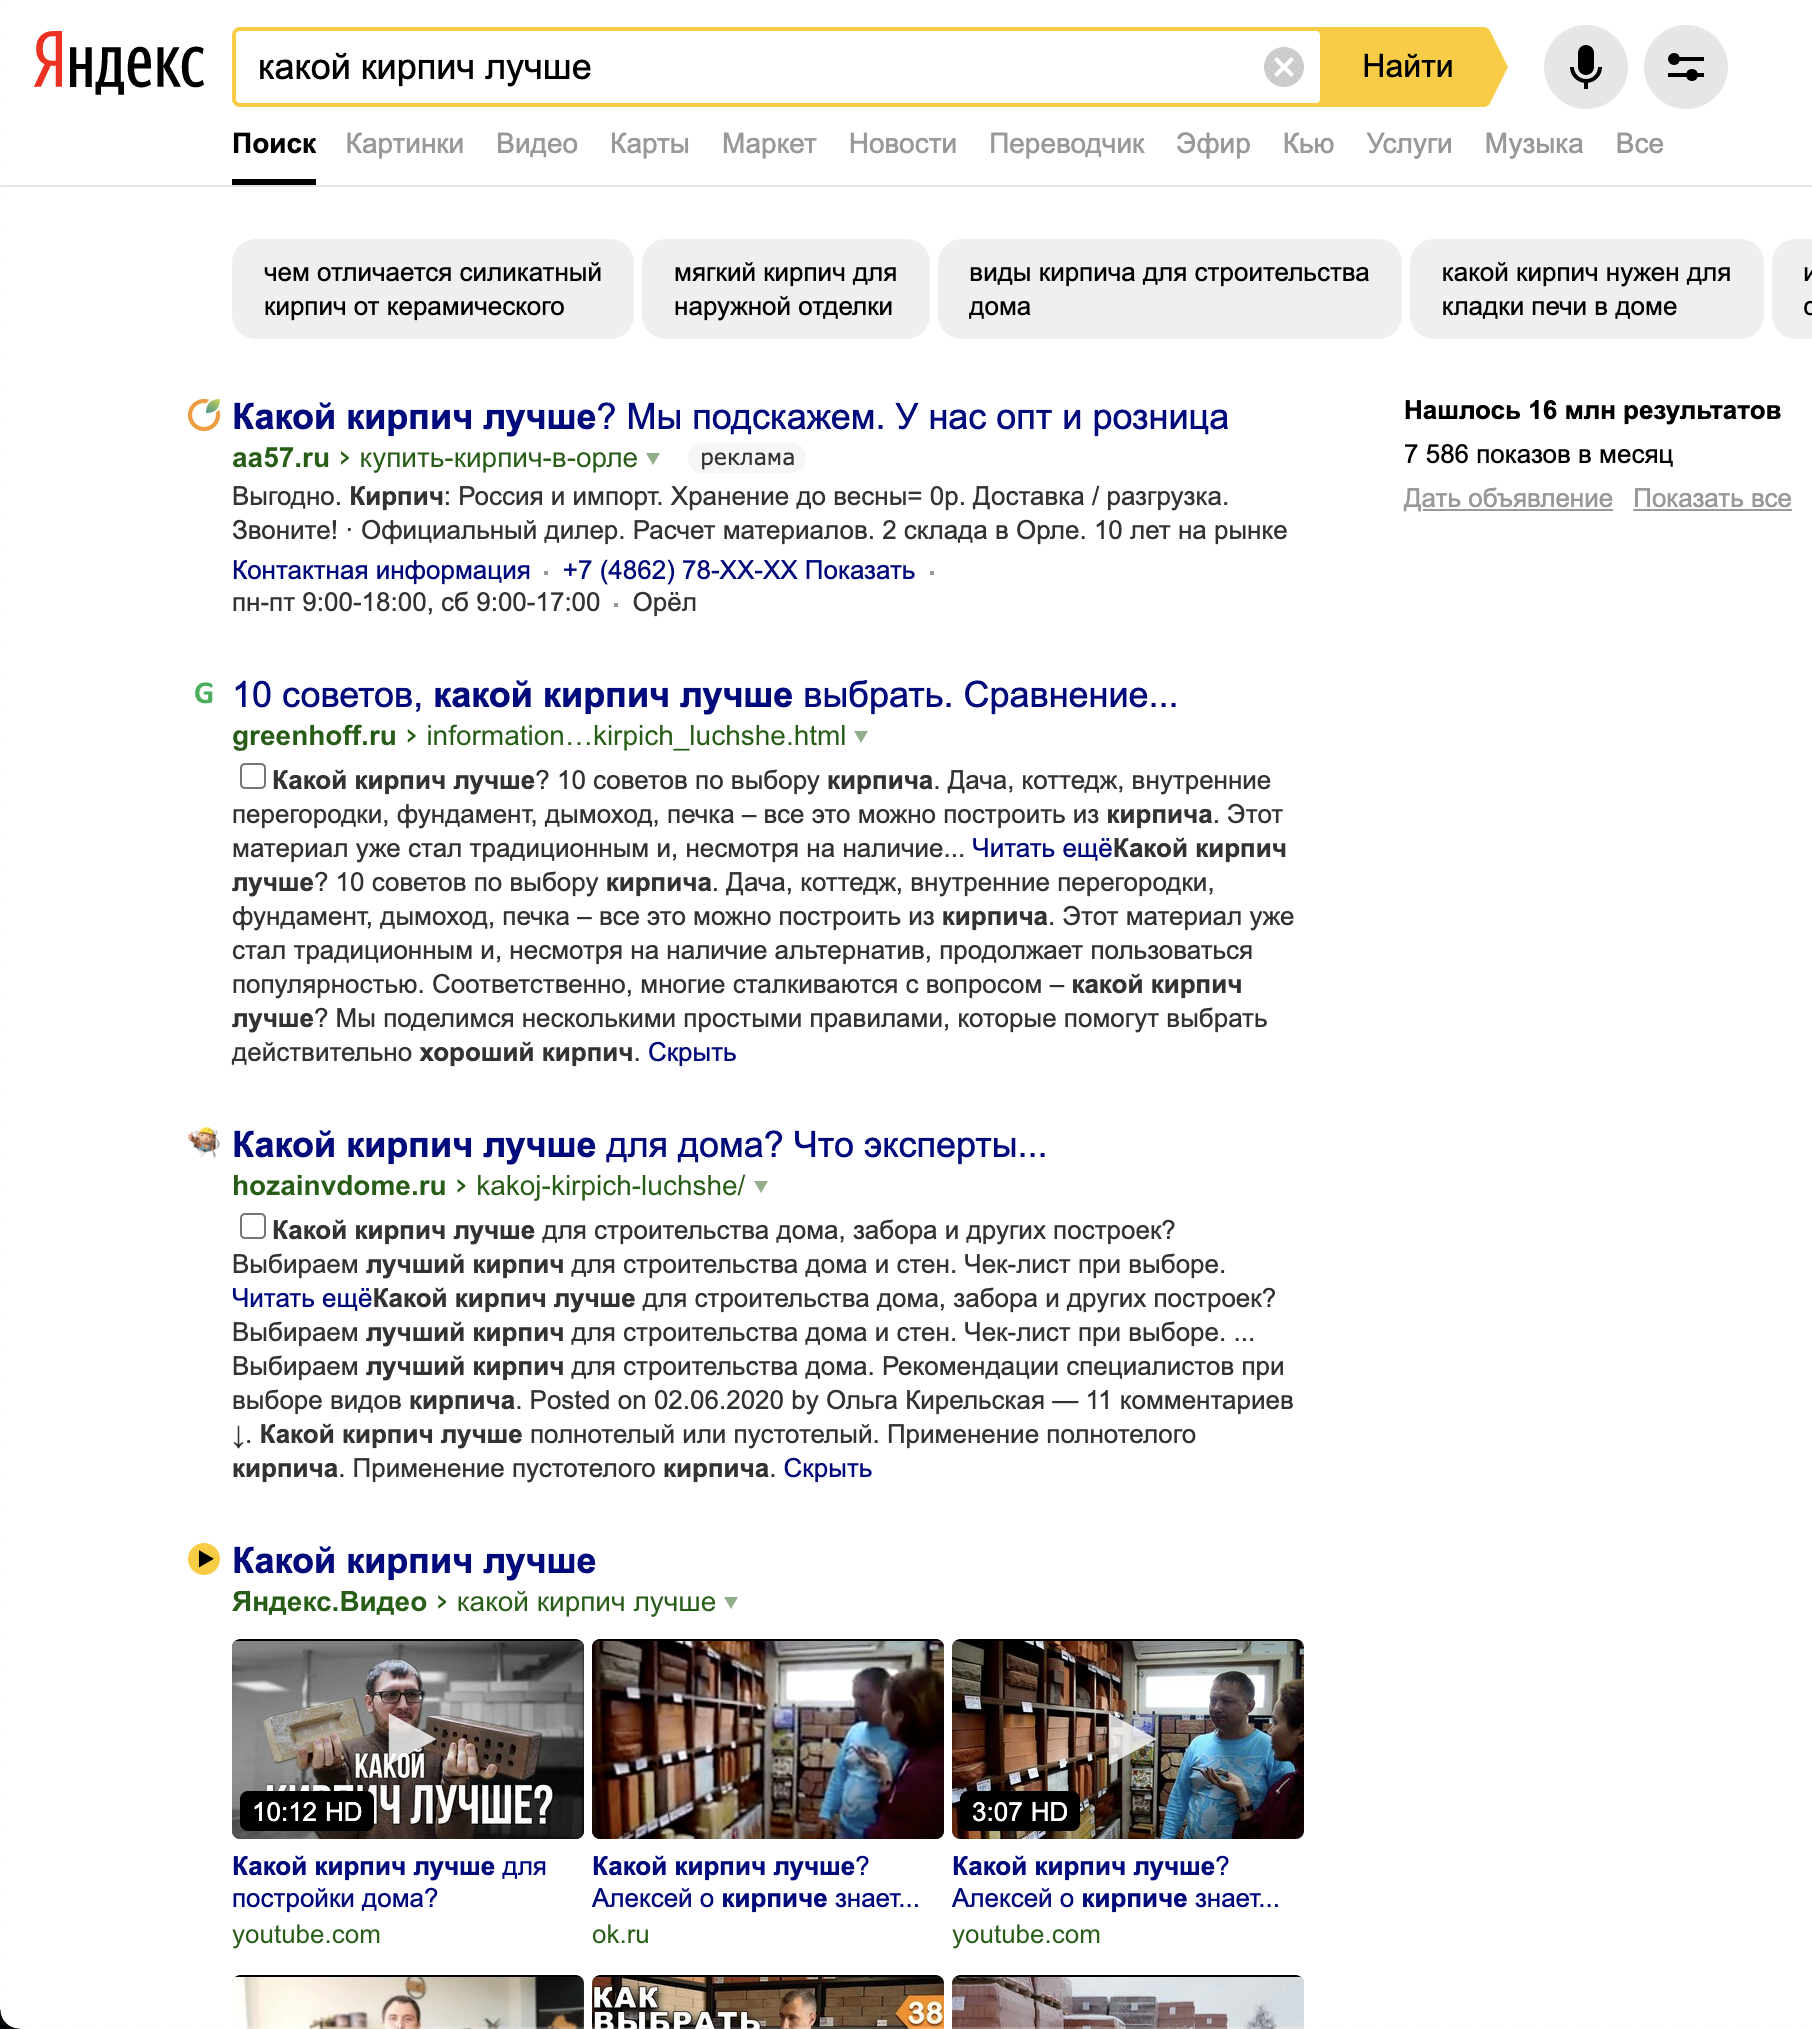 Яндекс
какой кирпич лучше
Найти
Поиск Картинки Видео Карты Маркет Новости Переводчик Эфир Кью Услуги Музыка Все
чем отличается силикатный
кирпич от керамического
мягкий кирпич для
наружной отделки
виды кирпича для строительства
дома
какой кирпич нужен для
кладки печи в доме
Какой кирпич лучше? Мы подскажем. У нас опт и розница
aa57.ru › купить-кирпич-в-орле реклама
Выгодно. Кирпич: Россия и импорт. Хранение до весны= 0р. Доставка / разгрузка.
Звоните! · Официальный дилер. Расчет материалов. 2 склада в Орле. 10 лет на рынке
Контактная информация · +7 (4862) 78-XX-XX Показать ·
пн-пт 9:00-18:00, сб 9:00-17:00 · Орёл
Нашлось 16 млн результатов
7 586 показов в месяц
Дать объявление Показать все
G
10 советов, какой кирпич лучше выбрать. Сравнение...
greenhoff.ru › information…kirpich_luchshe.html
Какой кирпич лучше? 10 советов по выбору кирпича. Дача, коттедж, внутренние
перегородки, фундамент, дымоход, печка – все это можно построить из кирпича. Этот
материал уже стал традиционным и, несмотря на наличие... Читать ещёКакой кирпич
лучше? 10 советов по выбору кирпича. Дача, коттедж, внутренние перегородки,
фундамент, дымоход, печка – все это можно построить из кирпича. Этот материал уже
стал традиционным и, несмотря на наличие альтернатив, продолжает пользоваться
популярностью. Соответственно, многие сталкиваются с вопросом – какой кирпич
лучше? Мы поделимся несколькими простыми правилами, которые помогут выбрать
действительно хороший кирпич. Скрыть
Какой кирпич лучше для дома? Что эксперты...
hozainvdome.ru › kakoj-kirpich-luchshe/
Какой кирпич лучше для строительства дома, забора и других построек?
Выбираем лучший кирпич для строительства дома и стен. Чек-лист при выборе.
Читать ещёКакой кирпич лучше для строительства дома, забора и других построек?
Выбираем лучший кирпич для строительства дома и стен. Чек-лист при выборе. ...
Выбираем лучший кирпич для строительства дома. Рекомендации специалистов при
выборе видов кирпича. Posted on 02.06.2020 by Ольга Кирельская — 11 комментариев
↓. Какой кирпич лучше полнотелый или пустотелый. Применение полнотелого
кирпича. Применение пустотелого кирпича. Скрыть
Какой кирпич лучше
Яндекс.Видео › какой кирпич лучше
КАКОЙ
КИРПИЧ ЛУЧШЕ?
10:12 HD
3:07 HD
Какой кирпич лучше для
постройки дома?
youtube.com
Какой кирпич лучше?
Алексей о кирпиче знает...
ok.ru
Какой кирпич лучше?
Алексей о кирпиче знает...
youtube.com
КАК
ВЫБРАТЬ
38